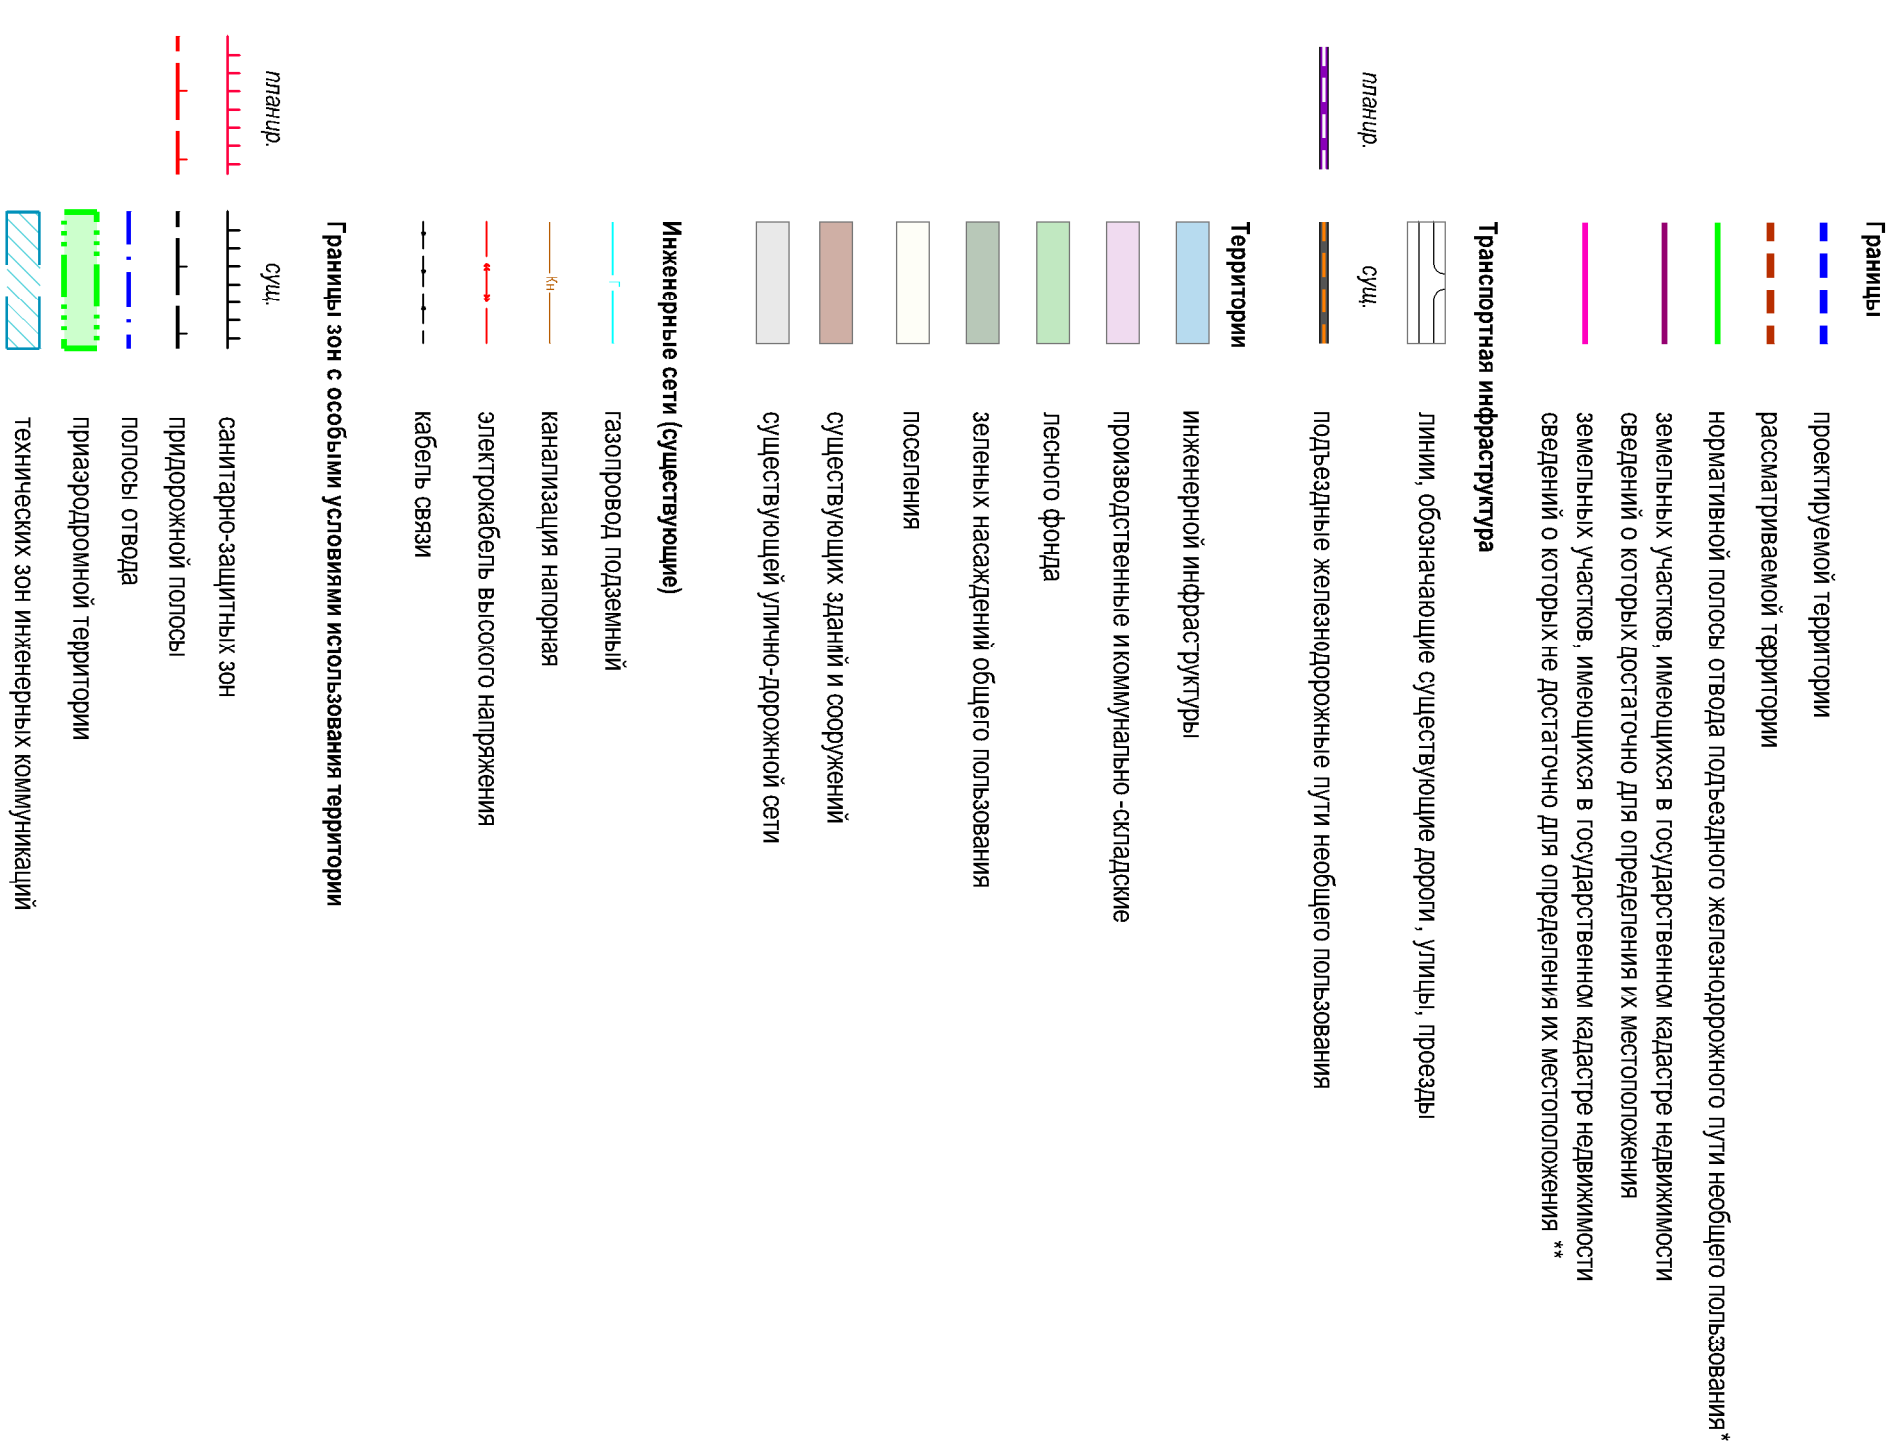 Границы
проектируемой территории
рассматриваемой территории
нормативной полосы отвода подъездного железнодорожного пути необщего пользования*
земельных участков, имеющихся в государственном кадастре недвижимости
сведений о которых достаточно для определения их местоположения
земельных участков, имеющихся в государственном кадастре недвижимости
сведений о которых не достаточно для определения их местоположения **
Транспортная инфраструктура
линии, обозначающие существующие дороги, улицы, проезды
планир. сущ.
подъездные железнодорожные пути необщего пользования
Территории
инженерной инфраструктуры
производственные и коммунально -складские
лесного фонда
зеленых насаждений общего пользования
поселения
существующих зданий и сооружений
существующей улично-дорожной сети
Инженерные сети (существующие)
Г газопровод подземный
Кн канализация напорная
электрокабель высокого напряжения
кабель связи
Границы зон с особыми условиями использования территории
планир. сущ.
санитарно-защитных зон
придорожной полосы
полосы отвода
приаэродромной территории
технических зон инженерных коммуникаций